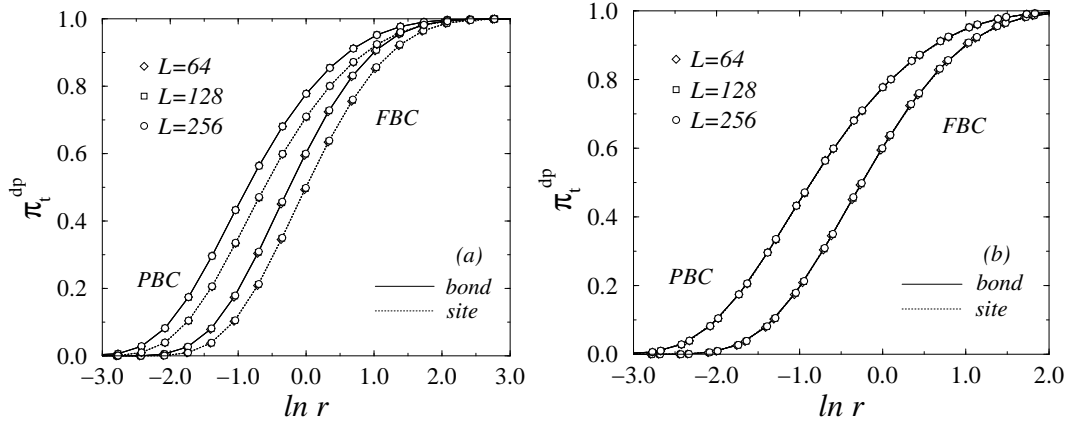 1.0
0.8
0.6
0.4
0.2
0.0
π_t^dp
L=64
L=128
L=256
FBC
PBC
(a)
bond
site
−3.0 −2.0 −1.0 0.0 1.0 2.0 3.0
ln r
1.0
0.8
0.6
0.4
0.2
0.0
π_t^dp
L=64
L=128
L=256
FBC
PBC
(b)
bond
site
−3.0 −2.0 −1.0 0.0 1.0 2.0
ln r